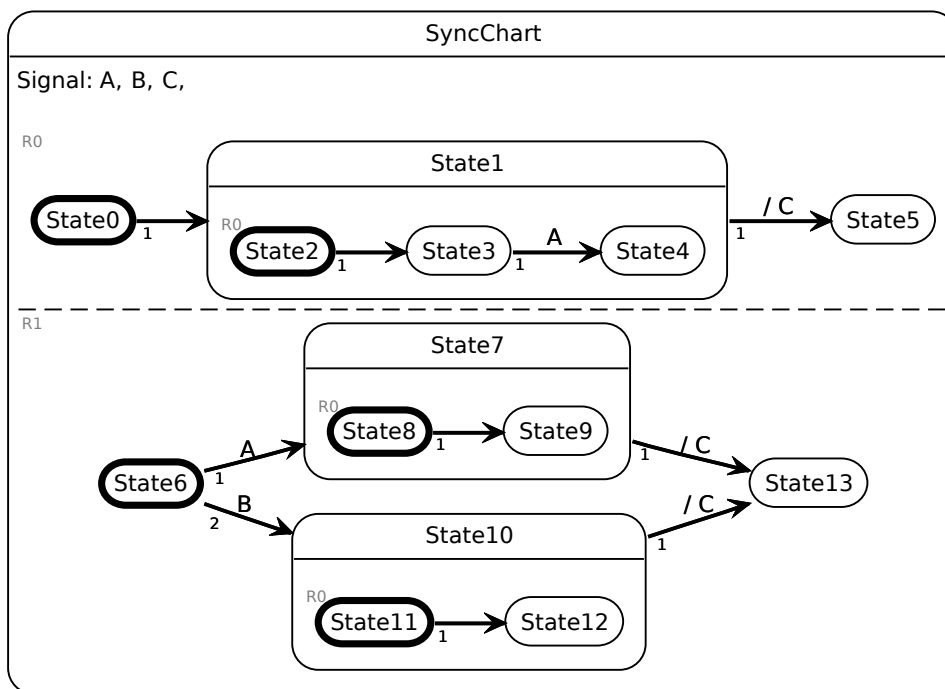 SyncChart
Signal: A, B, C,
R0
State1
State0
1
R0
State2
1
State3
A
1
State4
/ C
1
State5
R1
State7
R0
State8
1
State9
State6
A
1
B
2
/ C
1
State13
State10
/ C
1
R0
State11
1
State12